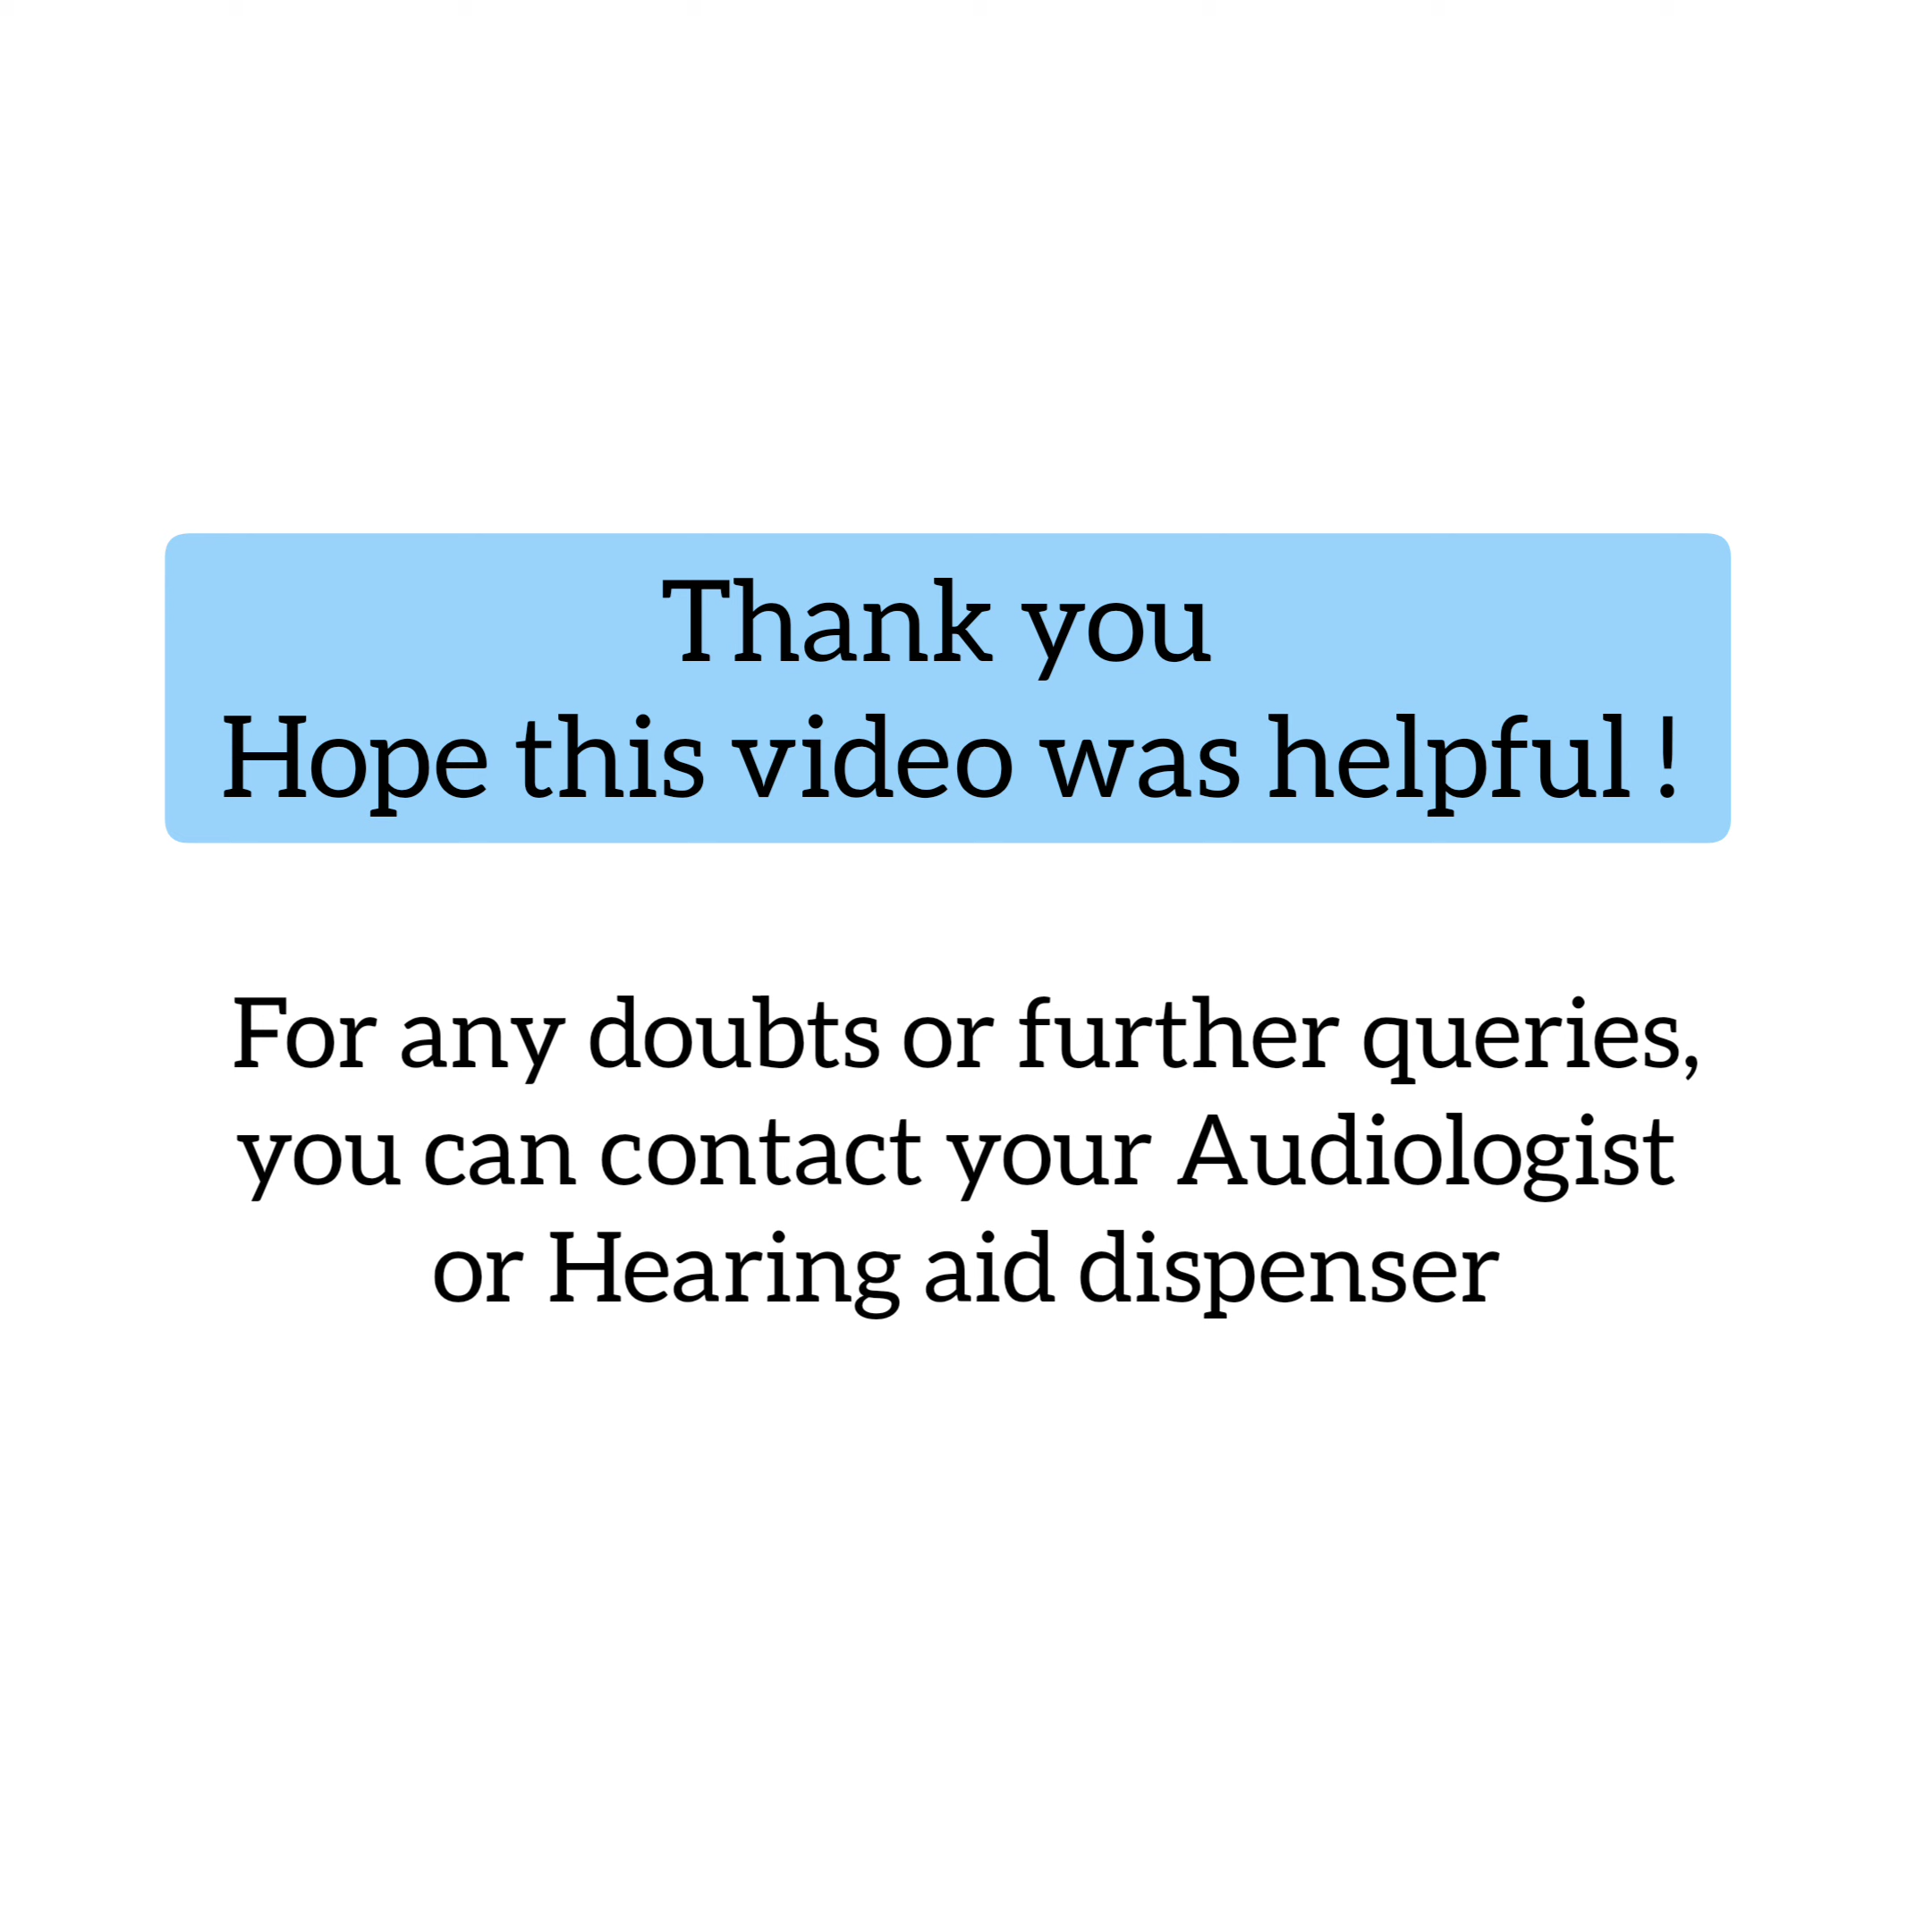 Thank you
Hope this video was helpful !
For any doubts or further queries,
you can contact your Audiologist
or Hearing aid dispenser